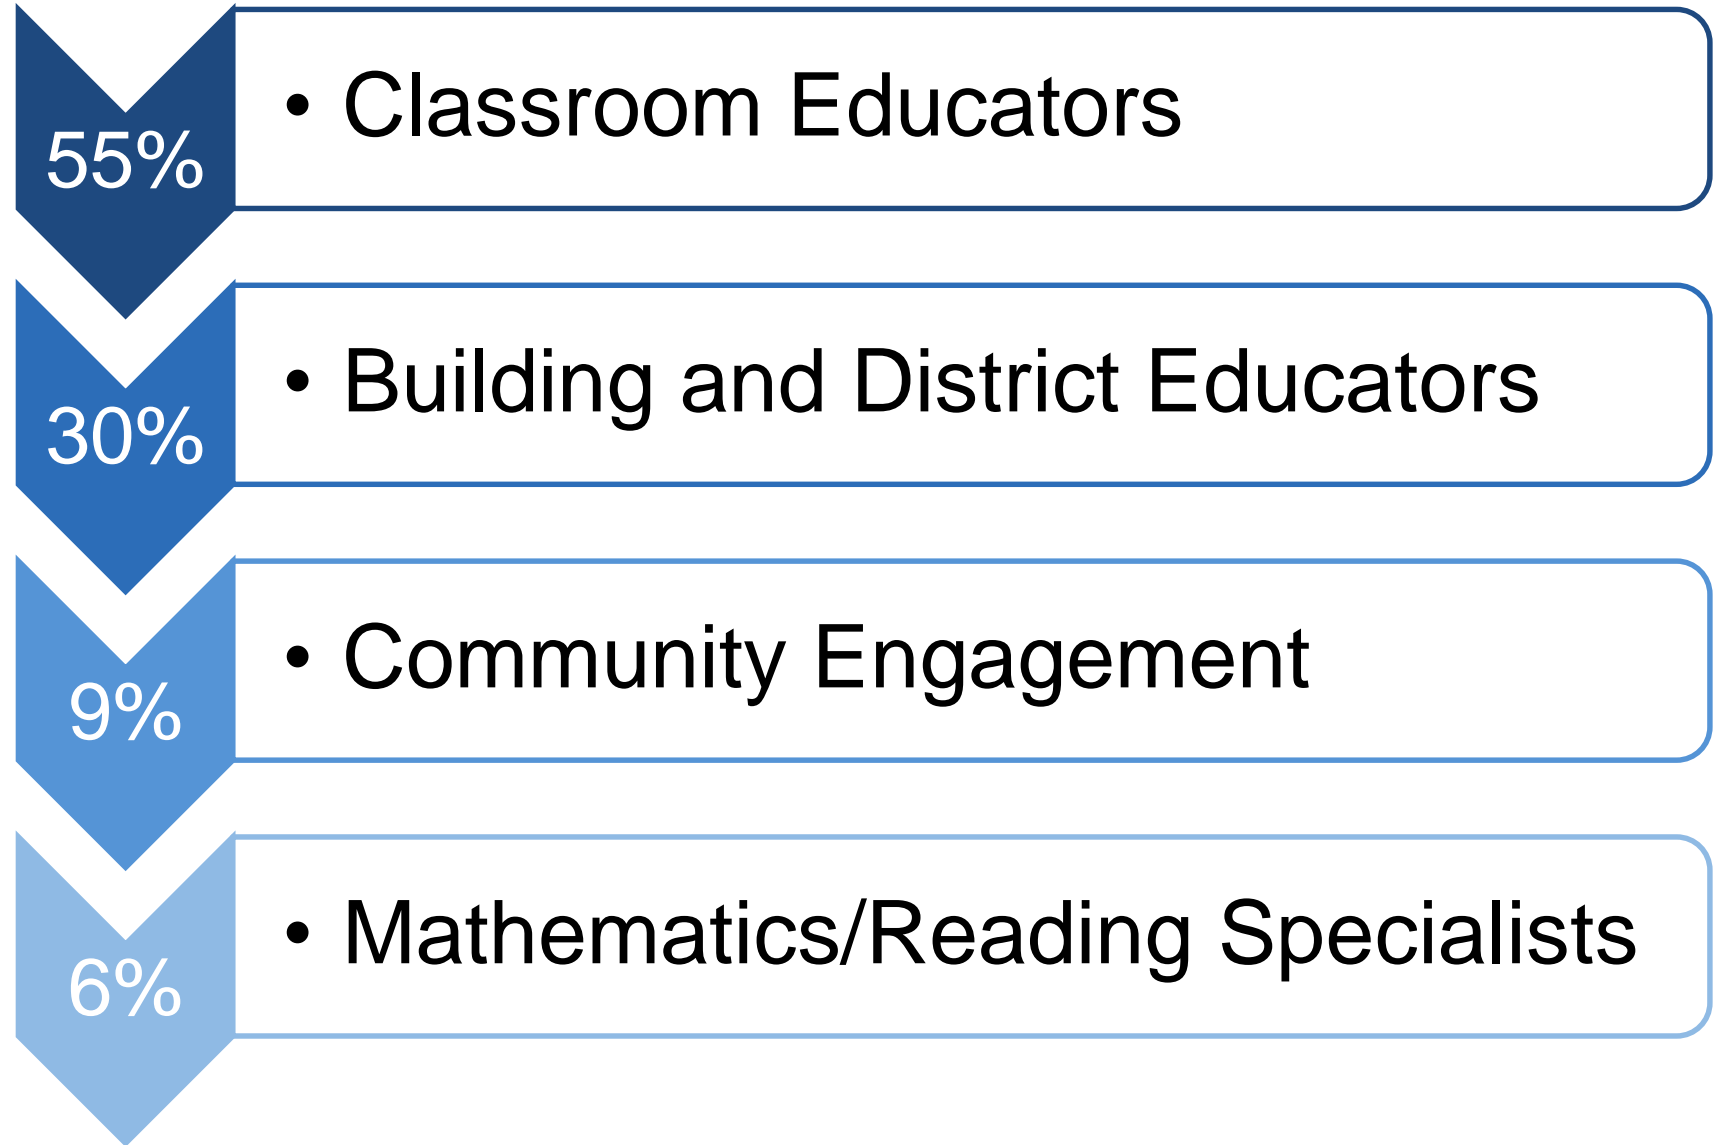 55%
• Classroom Educators
30%
• Building and District Educators
9%
• Community Engagement
6%
• Mathematics/Reading Specialists